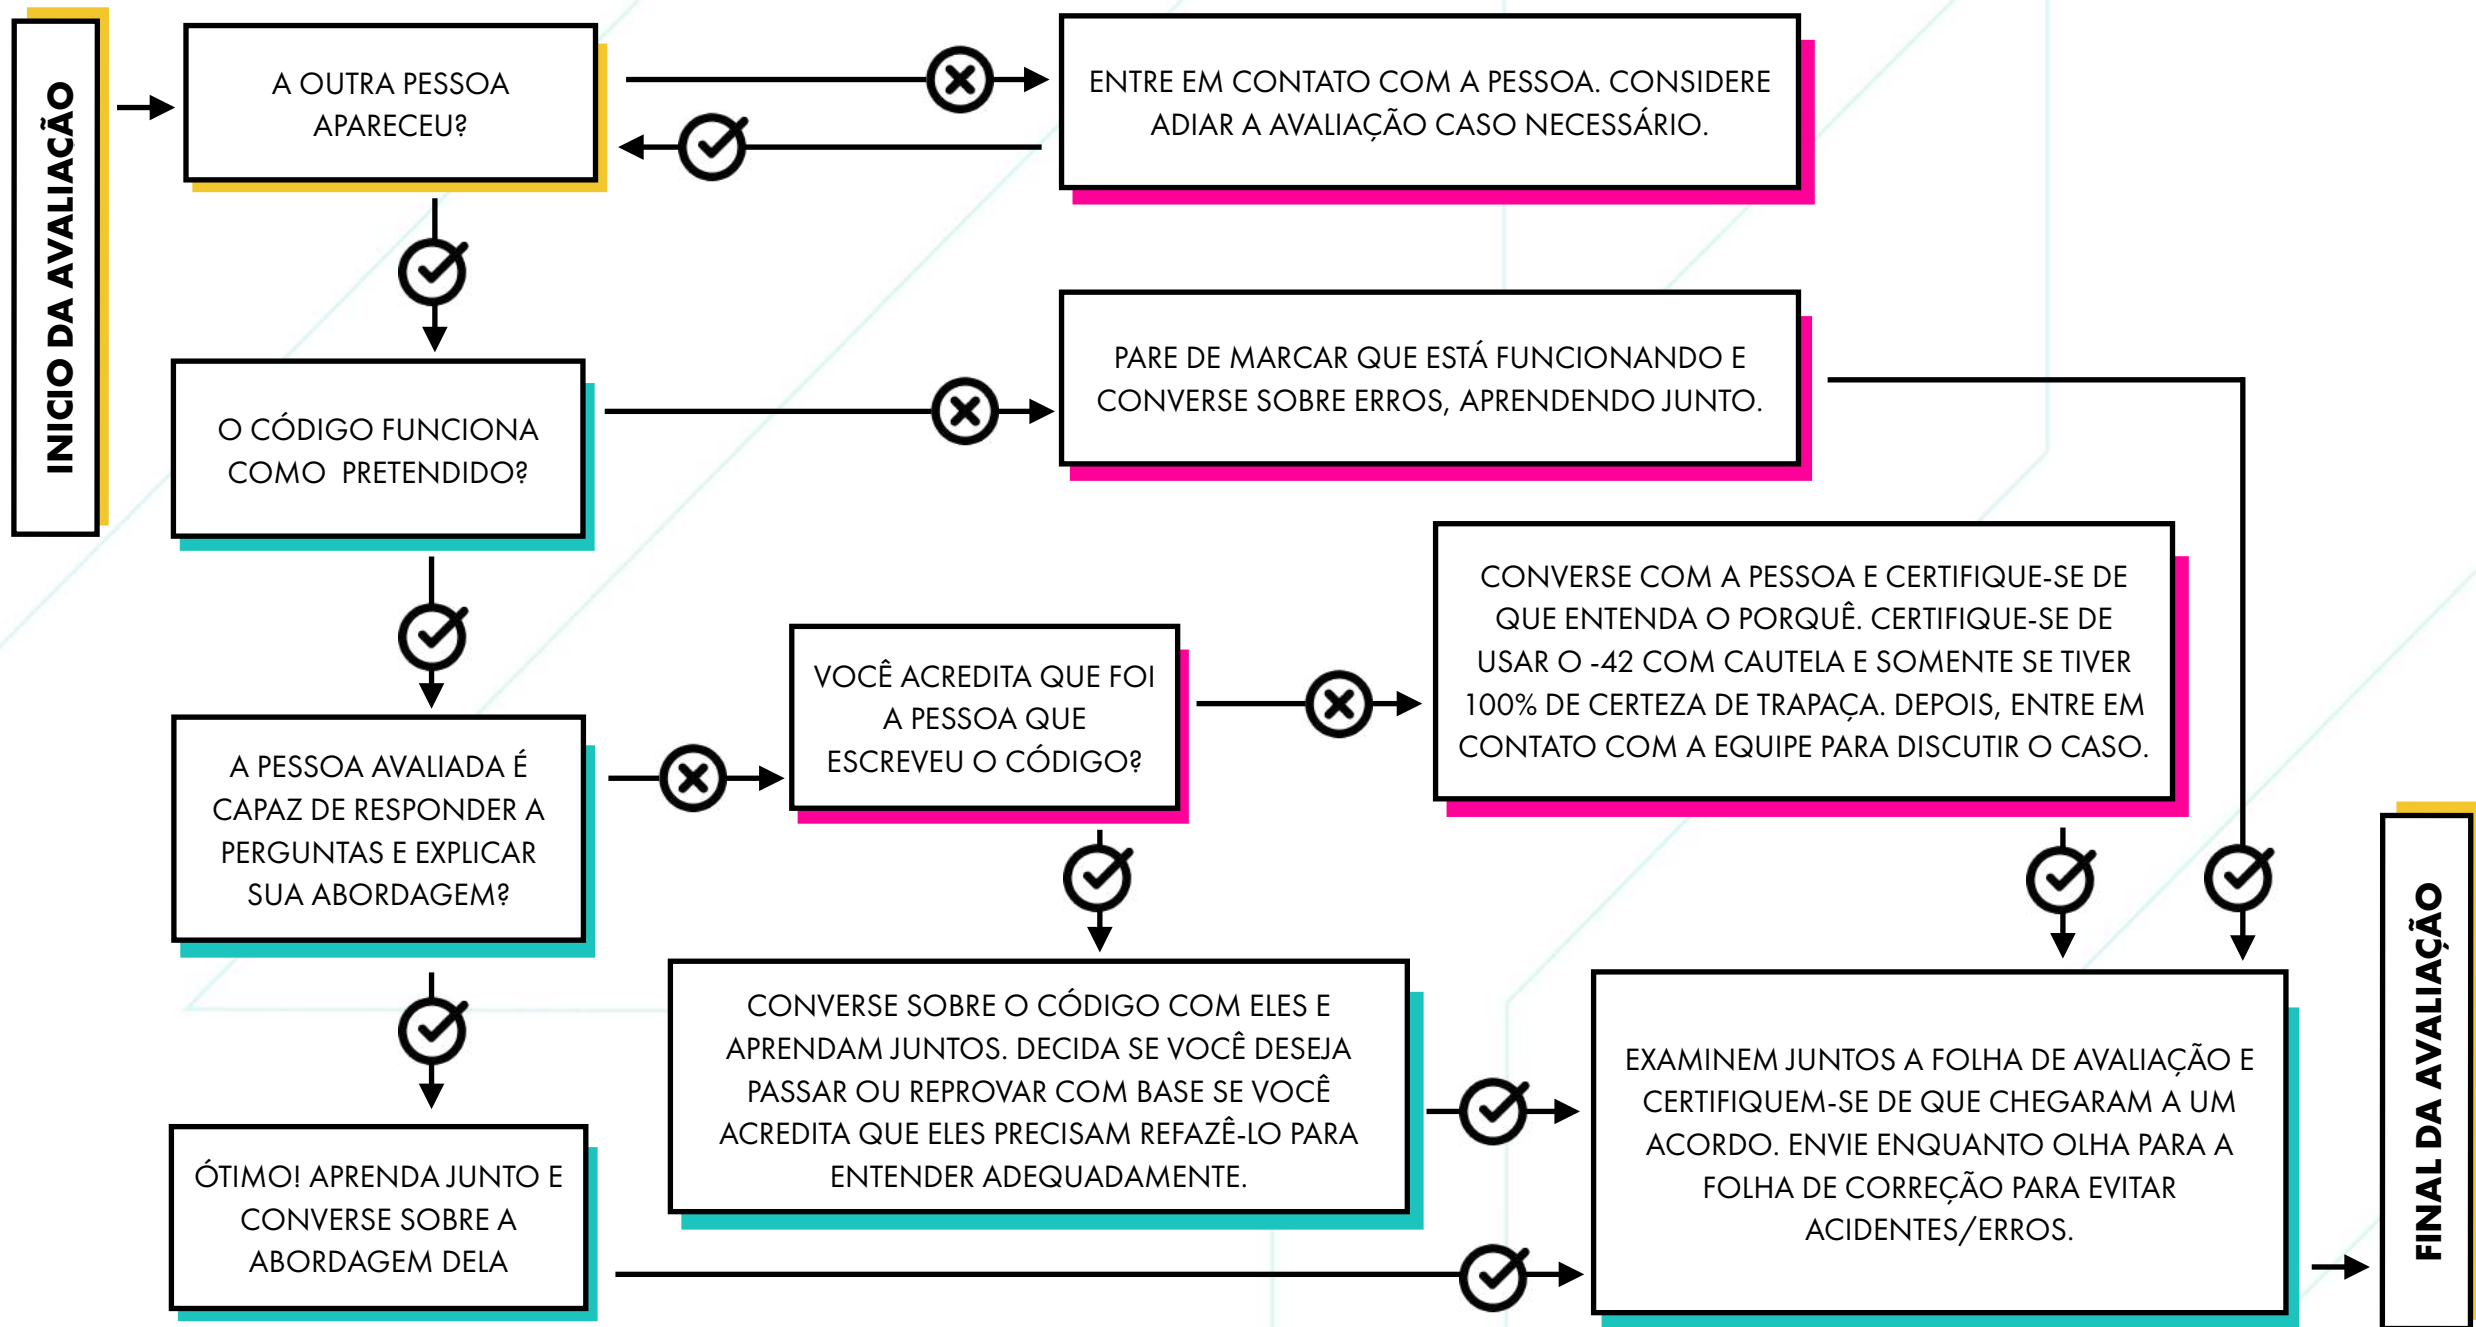 INICIO DA AVALIAÇÃO
A OUTRA PESSOA
APARECEU?
ENTRE EM CONTATO COM A PESSOA. CONSIDERE
ADIAR A AVALIAÇÃO CASO NECESSÁRIO.
O CÓDIGO FUNCIONA
COMO PRETENDIDO?
PARE DE MARCAR QUE ESTÁ FUNCIONANDO E
CONVERSE SOBRE ERROS, APRENDENDO JUNTO.
A PESSOA AVALIADA É
CAPAZ DE RESPONDER A
PERGUNTAS E EXPLICAR
SUA ABORDAGEM?
VOCÊ ACREDITA QUE FOI
A PESSOA QUE
ESCREVEU O CÓDIGO?
CONVERSE COM A PESSOA E CERTIFIQUE-SE DE
QUE ENTENDA O PORQUÊ. CERTIFIQUE-SE DE
USAR O -42 COM CAUTELA E SOMENTE SE TIVER
100% DE CERTEZA DE TRAPAÇA. DEPOIS, ENTRE EM
CONTATO COM A EQUIPE PARA DISCUTIR O CASO.
ÓTIMO! APRENDA JUNTO E
CONVERSE SOBRE A
ABORDAGEM DELA
CONVERSE SOBRE O CÓDIGO COM ELES E
APRENDAM JUNTOS. DECIDA SE VOCÊ DESEJA
PASSAR OU REPROVAR COM BASE SE VOCÊ
ACREDITA QUE ELES PRECISAM REFAZÊ-LO PARA
ENTENDER ADEQUADAMENTE.
EXAMINEM JUNTOS A FOLHA DE AVALIAÇÃO E
CERTIFIQUEM-SE DE QUE CHEGARAM A UM
ACORDO. ENVIE ENQUANTO OLHA PARA A
FOLHA DE CORREÇÃO PARA EVITAR
ACIDENTES/ERROS.
FINAL DA AVALIAÇÃO